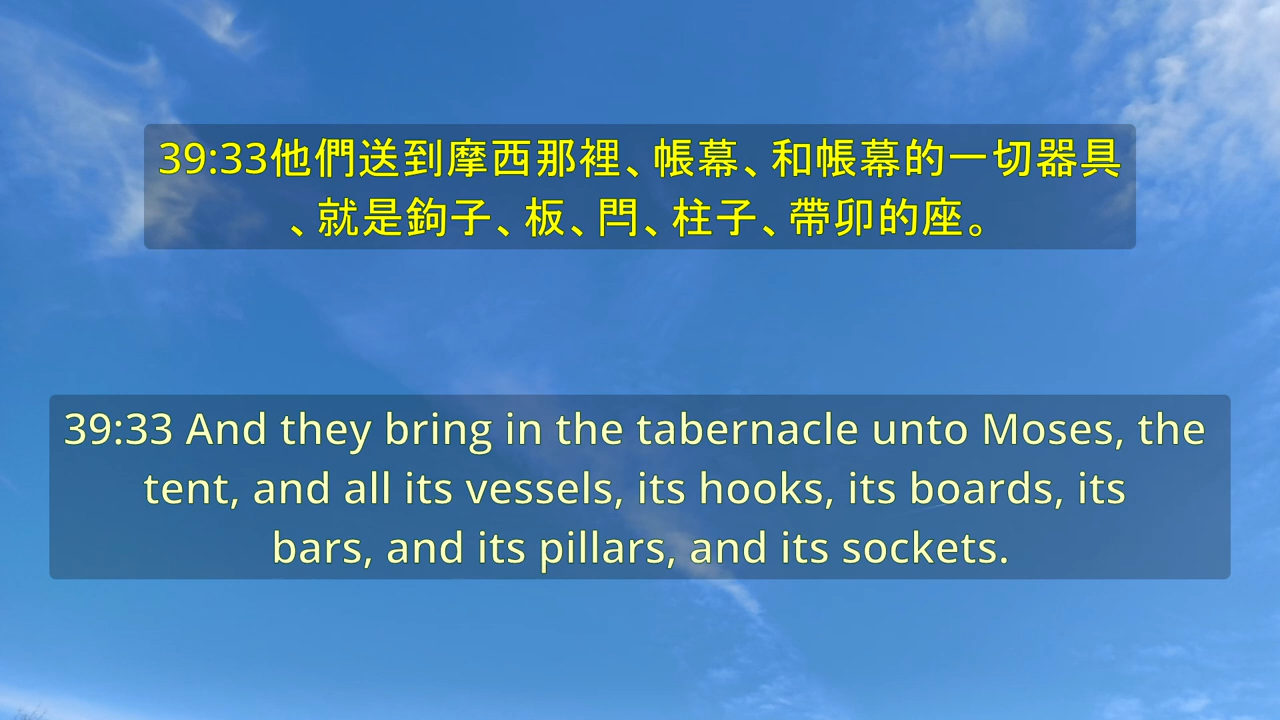 39:33他們送到摩西那裡、帳幕、和帳幕的一切器具
、就是鉤子、板、閂、柱子、帶卯的座。
39:33 And they bring in the tabernacle unto Moses, the
tent, and all its vessels, its hooks, its boards, its
bars, and its pillars, and its sockets.